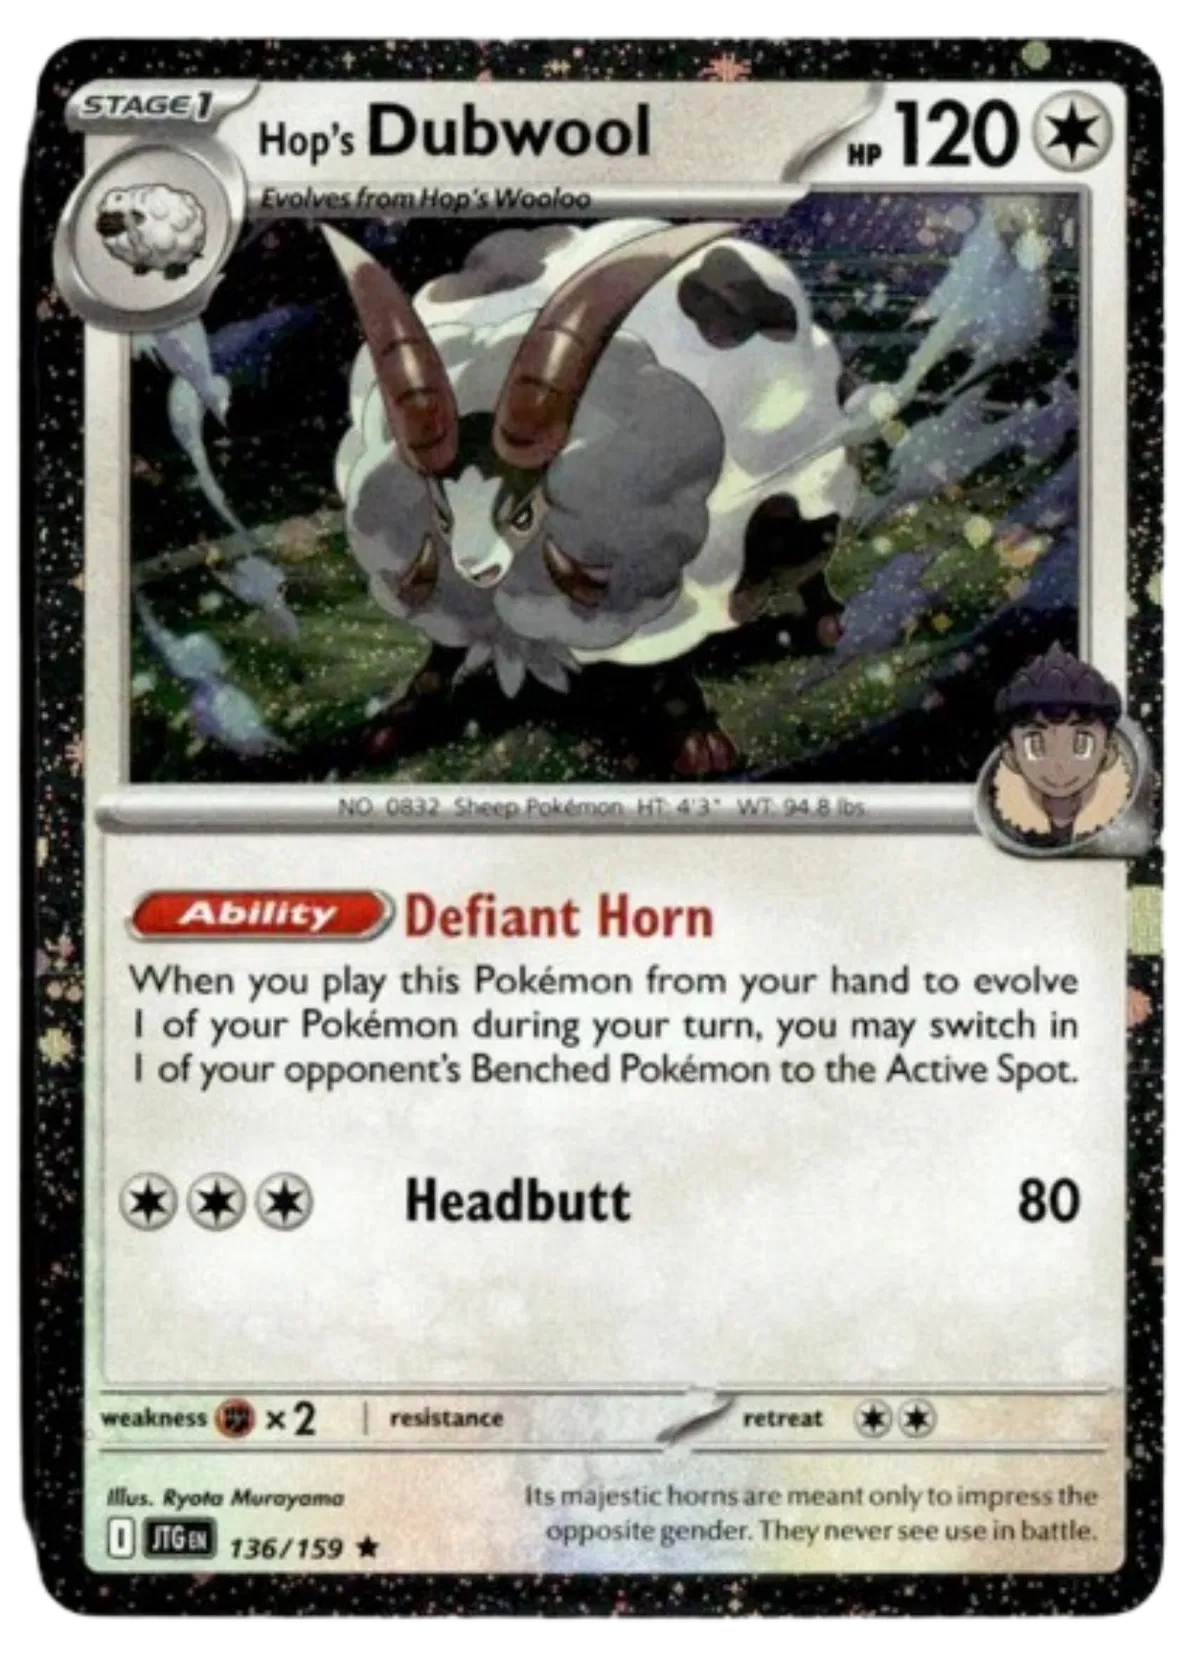 STAGE 1
Hop's Dubwool
HP 120
Evolves from Hop's Wooloo
NO. 0832 Sheep Pokémon HT: 4'3" WT: 94.8 lbs.
Ability Defiant Horn
When you play this Pokémon from your hand to evolve
1 of your Pokémon during your turn, you may switch in
1 of your opponent's Benched Pokémon to the Active Spot.
Headbutt 80
weakness ×2 resistance retreat
Illus. Ryota Murayama
Its majestic horns are meant only to impress the
opposite gender. They never see use in battle.
I JTG EN 136/159 ★